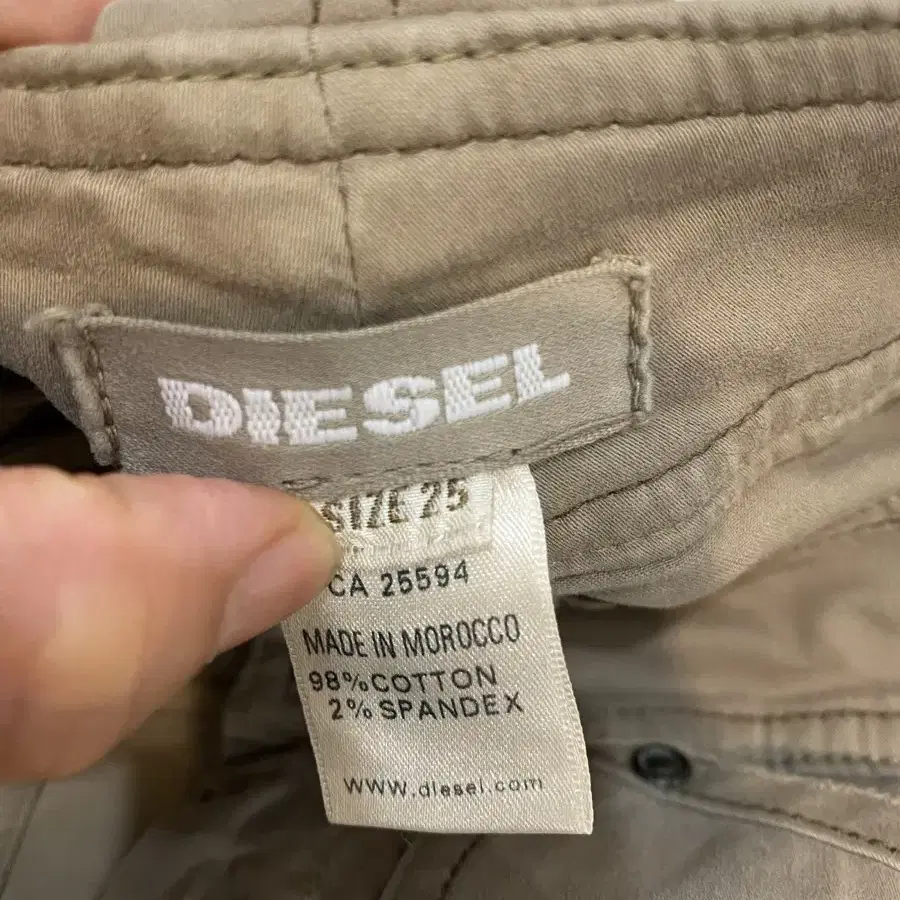 DIESEL
SIZE 25
CA 25594
MADE IN MOROCCO
98% COTTON
2% SPANDEX
www.diesel.com